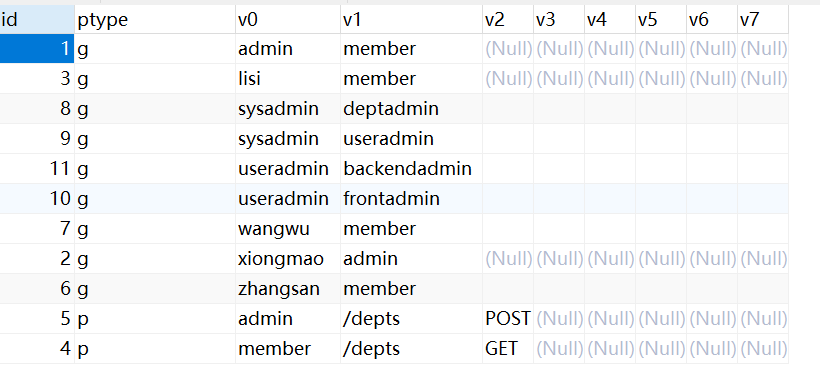 id ptype v0 v1 v2 v3 v4 v5 v6 v7
1 g admin member (Null) (Null) (Null) (Null) (Null) (Null)
3 g lisi member (Null) (Null) (Null) (Null) (Null) (Null)
8 g sysadmin deptadmin
9 g sysadmin useradmin
11 g useradmin backendadmin
10 g useradmin frontadmin
7 g wangwu member
2 g xiongmao admin (Null) (Null) (Null) (Null) (Null) (Null)
6 g zhangsan member
5 p admin /depts POST (Null) (Null) (Null) (Null) (Null)
4 p member /depts GET (Null) (Null) (Null) (Null) (Null)